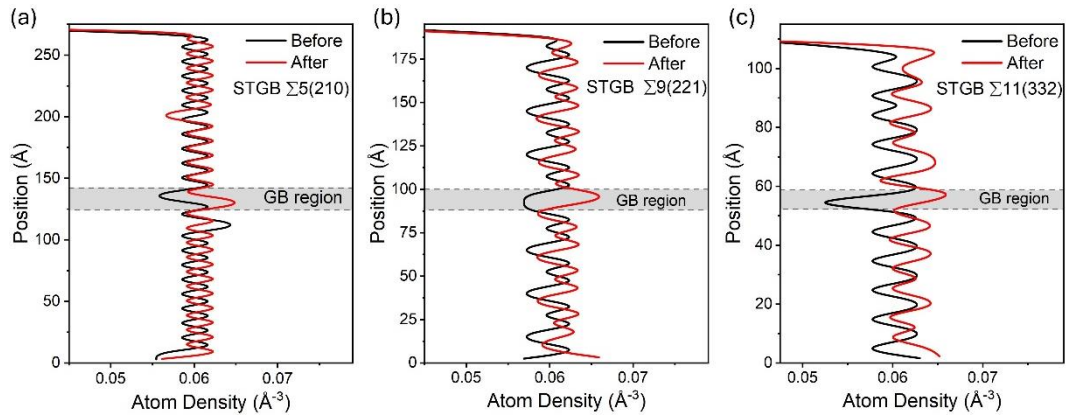 (a)
Before
After
STGB ∑5(210)
GB region
Position (Å)
250
200
150
100
50
0
0.05 0.06 0.07
Atom Density (Å⁻³)
(b)
Before
After
STGB ∑9(221)
GB region
Position (Å)
175
150
125
100
75
50
25
0
0.05 0.06 0.07
Atom Density (Å⁻³)
(c)
Before
After
STGB ∑11(332)
GB region
Position (Å)
100
80
60
40
20
0
0.05 0.06 0.07
Atom Density (Å⁻³)